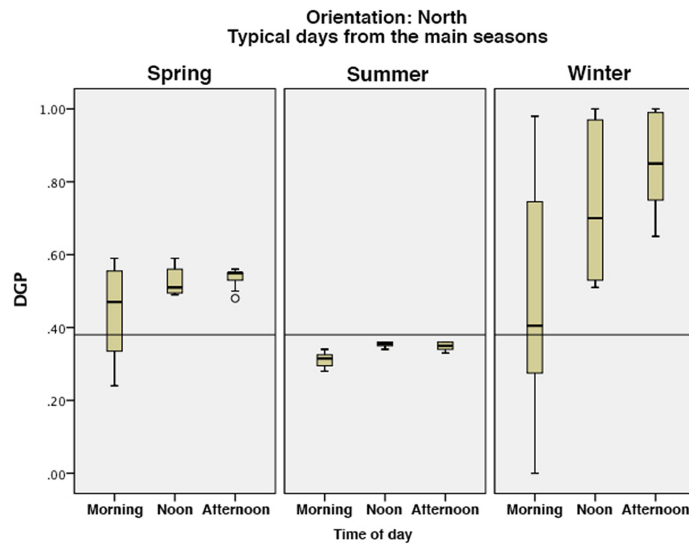 Orientation: North
Typical days from the main seasons
Spring Summer Winter
DGP
1.00
.80
.60
.40
.20
.00
Morning Noon Afternoon Morning Noon Afternoon Morning Noon Afternoon
Time of day